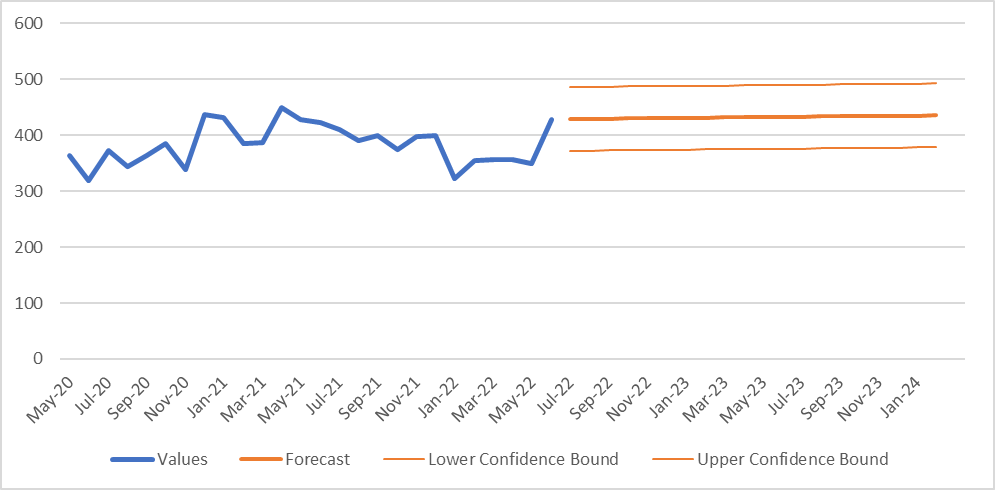 600
500
400
300
200
100
0
May-20
Jul-20
Sep-20
Nov-20
Jan-21
Mar-21
May-21
Jul-21
Sep-21
Nov-21
Jan-22
Mar-22
May-22
Jul-22
Sep-22
Nov-22
Jan-23
Mar-23
May-23
Jul-23
Sep-23
Nov-23
Jan-24
Values
Forecast
Lower Confidence Bound
Upper Confidence Bound